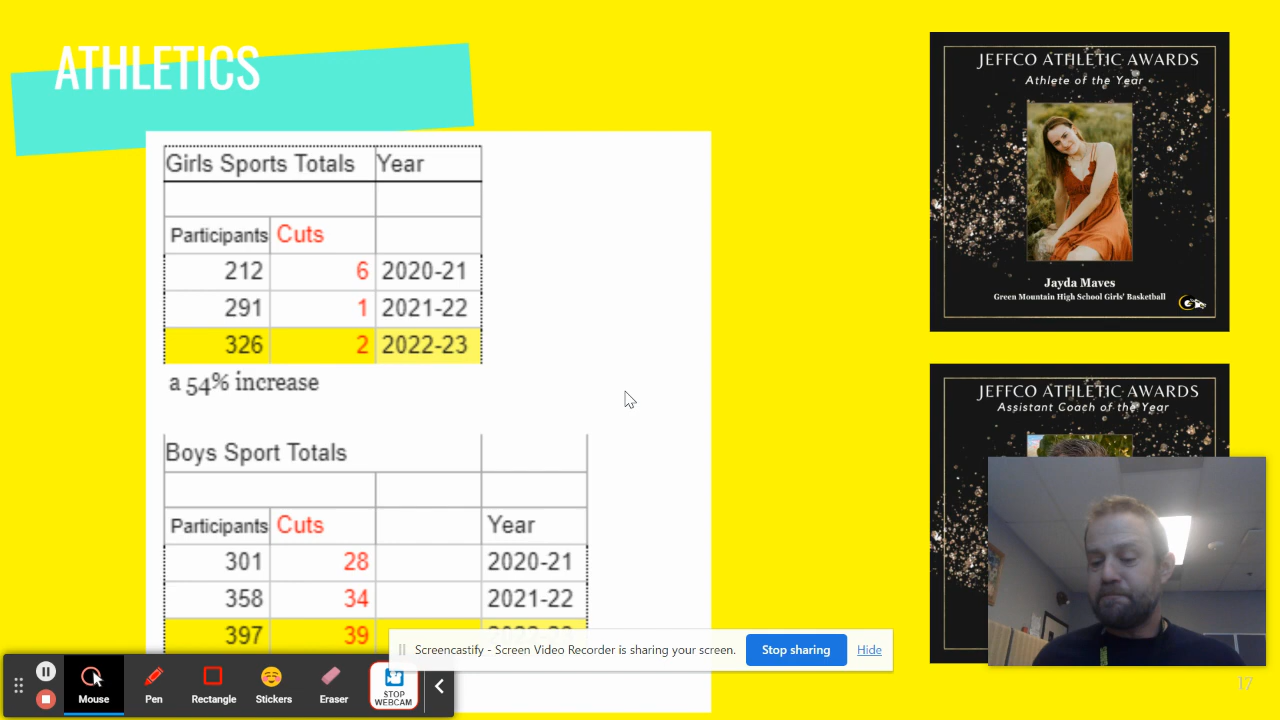 ATHLETICS
Girls Sports Totals Year
Participants Cuts
212 6 2020-21
291 1 2021-22
326 2 2022-23
a 54% increase
Boys Sport Totals
Participants Cuts Year
301 28 2020-21
358 34 2021-22
397 39
JEFFCO ATHLETIC AWARDS
Athlete of the Year
Jayda Maves
Green Mountain High School Girls' Basketball
JEFFCO ATHLETIC AWARDS
Assistant Coach of the Year
Screencastify - Screen Video Recorder is sharing your screen. Stop sharing Hide
Mouse Pen Rectangle Stickers Eraser STOP WEBCAM
17